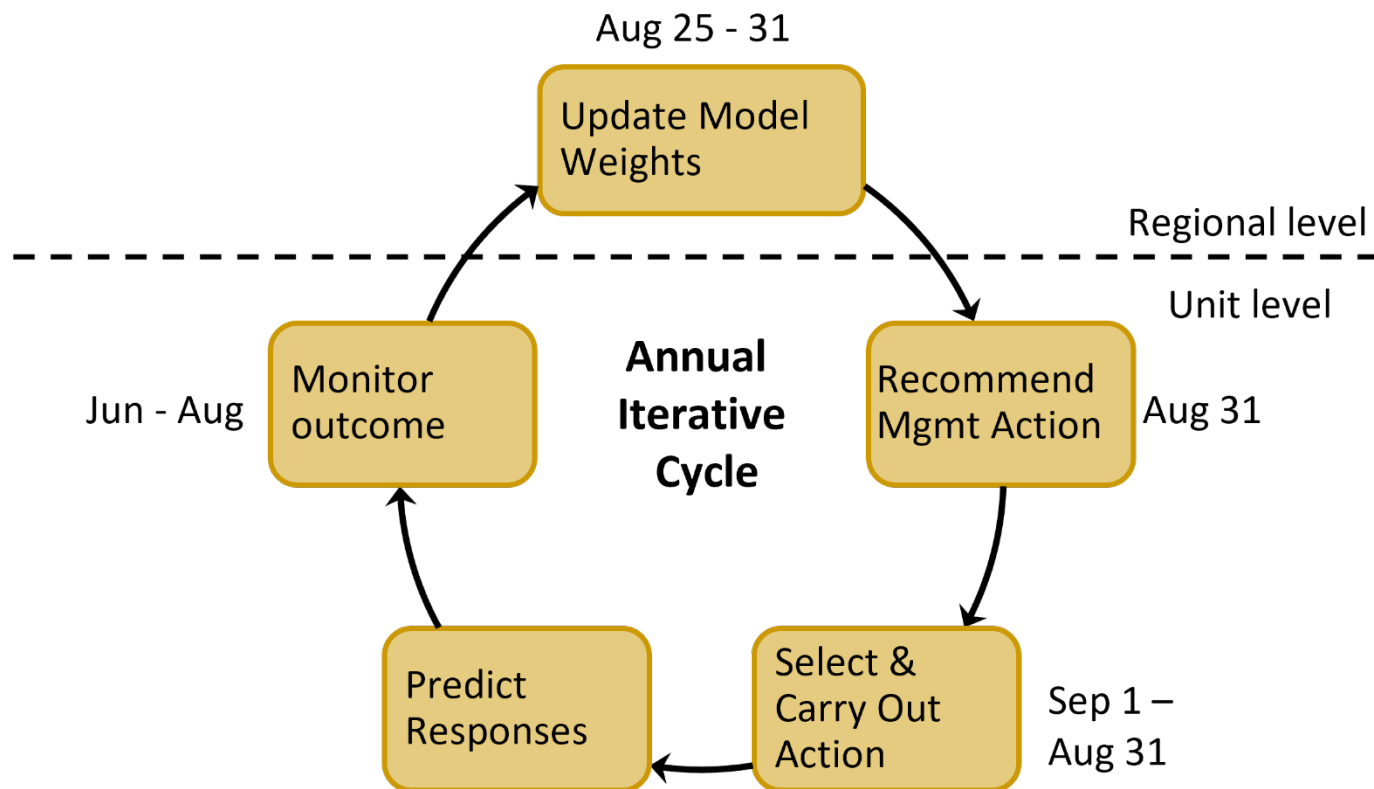 Aug 25 - 31
Update Model
Weights
Regional level
Unit level
Annual
Iterative
Cycle
Monitor
outcome
Jun - Aug
Recommend
Mgmt Action
Aug 31
Predict
Responses
Select &
Carry Out
Action
Sep 1 –
Aug 31